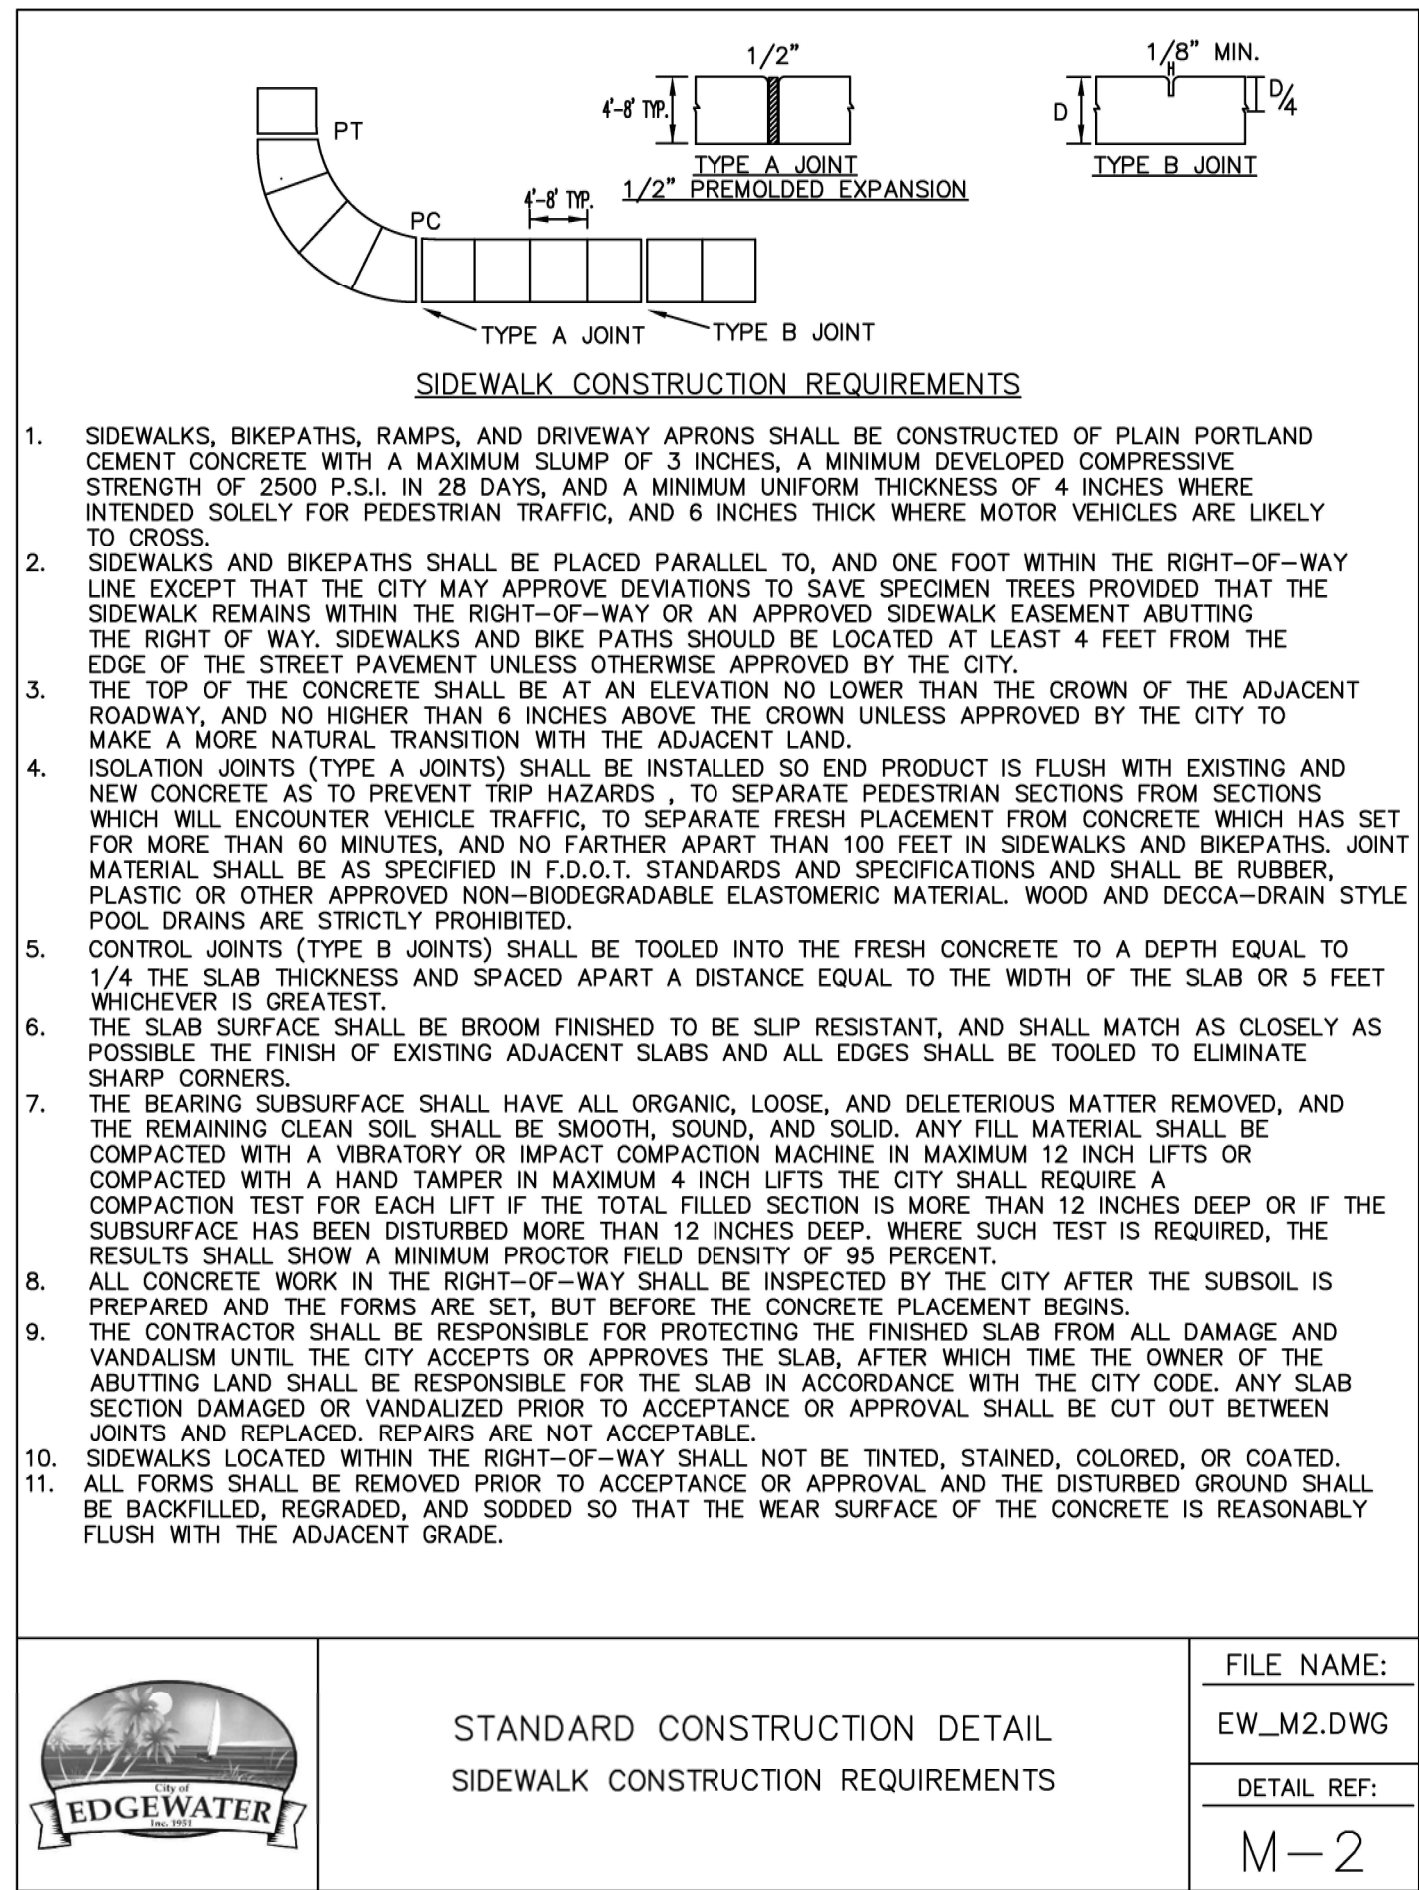 1/2"
1/8" MIN.
4'-8' TYP.
D
D/4
TYPE A JOINT
1/2" PREMOLDED EXPANSION
TYPE B JOINT
PT
4'-8' TYP.
PC
TYPE A JOINT
TYPE B JOINT
SIDEWALK CONSTRUCTION REQUIREMENTS
1. SIDEWALKS, BIKEPATHS, RAMPS, AND DRIVEWAY APRONS SHALL BE CONSTRUCTED OF PLAIN PORTLAND
CEMENT CONCRETE WITH A MAXIMUM SLUMP OF 3 INCHES, A MINIMUM DEVELOPED COMPRESSIVE
STRENGTH OF 2500 P.S.I. IN 28 DAYS, AND A MINIMUM UNIFORM THICKNESS OF 4 INCHES WHERE
INTENDED SOLELY FOR PEDESTRIAN TRAFFIC, AND 6 INCHES THICK WHERE MOTOR VEHICLES ARE LIKELY
TO CROSS.
2. SIDEWALKS AND BIKEPATHS SHALL BE PLACED PARALLEL TO, AND ONE FOOT WITHIN THE RIGHT-OF-WAY
LINE EXCEPT THAT THE CITY MAY APPROVE DEVIATIONS TO SAVE SPECIMEN TREES PROVIDED THAT THE
SIDEWALK REMAINS WITHIN THE RIGHT-OF-WAY OR AN APPROVED SIDEWALK EASEMENT ABUTTING
THE RIGHT OF WAY. SIDEWALKS AND BIKE PATHS SHOULD BE LOCATED AT LEAST 4 FEET FROM THE
EDGE OF THE STREET PAVEMENT UNLESS OTHERWISE APPROVED BY THE CITY.
3. THE TOP OF THE CONCRETE SHALL BE AT AN ELEVATION NO LOWER THAN THE CROWN OF THE ADJACENT
ROADWAY, AND NO HIGHER THAN 6 INCHES ABOVE THE CROWN UNLESS APPROVED BY THE CITY TO
MAKE A MORE NATURAL TRANSITION WITH THE ADJACENT LAND.
4. ISOLATION JOINTS (TYPE A JOINTS) SHALL BE INSTALLED SO END PRODUCT IS FLUSH WITH EXISTING AND
NEW CONCRETE AS TO PREVENT TRIP HAZARDS , TO SEPARATE PEDESTRIAN SECTIONS FROM SECTIONS
WHICH WILL ENCOUNTER VEHICLE TRAFFIC, TO SEPARATE FRESH PLACEMENT FROM CONCRETE WHICH HAS SET
FOR MORE THAN 60 MINUTES, AND NO FARTHER APART THAN 100 FEET IN SIDEWALKS AND BIKEPATHS. JOINT
MATERIAL SHALL BE AS SPECIFIED IN F.D.O.T. STANDARDS AND SPECIFICATIONS AND SHALL BE RUBBER,
PLASTIC OR OTHER APPROVED NON-BIODEGRADABLE ELASTOMERIC MATERIAL. WOOD AND DECCA-DRAIN STYLE
POOL DRAINS ARE STRICTLY PROHIBITED.
5. CONTROL JOINTS (TYPE B JOINTS) SHALL BE TOOLED INTO THE FRESH CONCRETE TO A DEPTH EQUAL TO
1/4 THE SLAB THICKNESS AND SPACED APART A DISTANCE EQUAL TO THE WIDTH OF THE SLAB OR 5 FEET
WHICHEVER IS GREATEST.
6. THE SLAB SURFACE SHALL BE BROOM FINISHED TO BE SLIP RESISTANT, AND SHALL MATCH AS CLOSELY AS
POSSIBLE THE FINISH OF EXISTING ADJACENT SLABS AND ALL EDGES SHALL BE TOOLED TO ELIMINATE
SHARP CORNERS.
7. THE BEARING SUBSURFACE SHALL HAVE ALL ORGANIC, LOOSE, AND DELETERIOUS MATTER REMOVED, AND
THE REMAINING CLEAN SOIL SHALL BE SMOOTH, SOUND, AND SOLID. ANY FILL MATERIAL SHALL BE
COMPACTED WITH A VIBRATORY OR IMPACT COMPACTION MACHINE IN MAXIMUM 12 INCH LIFTS OR
COMPACTED WITH A HAND TAMPER IN MAXIMUM 4 INCH LIFTS THE CITY SHALL REQUIRE A
COMPACTION TEST FOR EACH LIFT IF THE TOTAL FILLED SECTION IS MORE THAN 12 INCHES DEEP OR IF THE
SUBSURFACE HAS BEEN DISTURBED MORE THAN 12 INCHES DEEP. WHERE SUCH TEST IS REQUIRED, THE
RESULTS SHALL SHOW A MINIMUM PROCTOR FIELD DENSITY OF 95 PERCENT.
8. ALL CONCRETE WORK IN THE RIGHT-OF-WAY SHALL BE INSPECTED BY THE CITY AFTER THE SUBSOIL IS
PREPARED AND THE FORMS ARE SET, BUT BEFORE THE CONCRETE PLACEMENT BEGINS.
9. THE CONTRACTOR SHALL BE RESPONSIBLE FOR PROTECTING THE FINISHED SLAB FROM ALL DAMAGE AND
VANDALISM UNTIL THE CITY ACCEPTS OR APPROVES THE SLAB, AFTER WHICH TIME THE OWNER OF THE
ABUTTING LAND SHALL BE RESPONSIBLE FOR THE SLAB IN ACCORDANCE WITH THE CITY CODE. ANY SLAB
SECTION DAMAGED OR VANDALIZED PRIOR TO ACCEPTANCE OR APPROVAL SHALL BE CUT OUT BETWEEN
JOINTS AND REPLACED. REPAIRS ARE NOT ACCEPTABLE.
10. SIDEWALKS LOCATED WITHIN THE RIGHT-OF-WAY SHALL NOT BE TINTED, STAINED, COLORED, OR COATED.
11. ALL FORMS SHALL BE REMOVED PRIOR TO ACCEPTANCE OR APPROVAL AND THE DISTURBED GROUND SHALL
BE BACKFILLED, REGRADED, AND SODDED SO THAT THE WEAR SURFACE OF THE CONCRETE IS REASONABLY
FLUSH WITH THE ADJACENT GRADE.
City of
EDGEWATER
Inc. 1951
STANDARD CONSTRUCTION DETAIL
SIDEWALK CONSTRUCTION REQUIREMENTS
FILE NAME:
EW_M2.DWG
DETAIL REF:
M-2